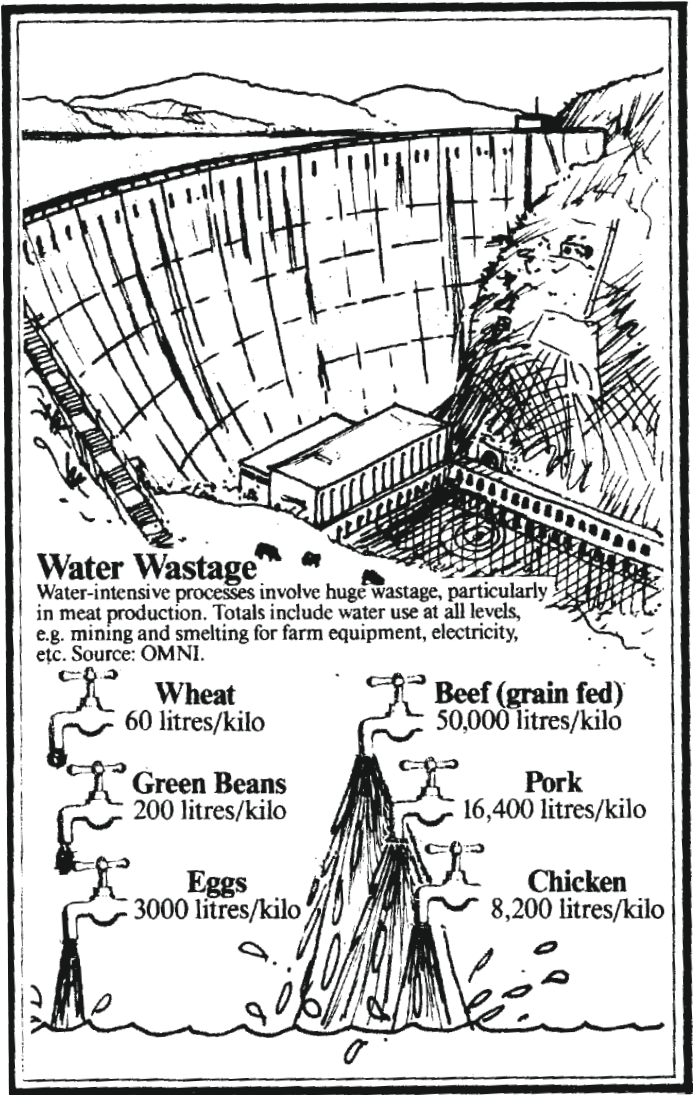 Water Wastage
Water-intensive processes involve huge wastage, particularly
in meat production. Totals include water use at all levels,
e.g. mining and smelting for farm equipment, electricity,
etc. Source: OMNI.
Wheat
60 litres/kilo
Green Beans
200 litres/kilo
Eggs
3000 litres/kilo
Beef (grain fed)
50,000 litres/kilo
Pork
16,400 litres/kilo
Chicken
8,200 litres/kilo